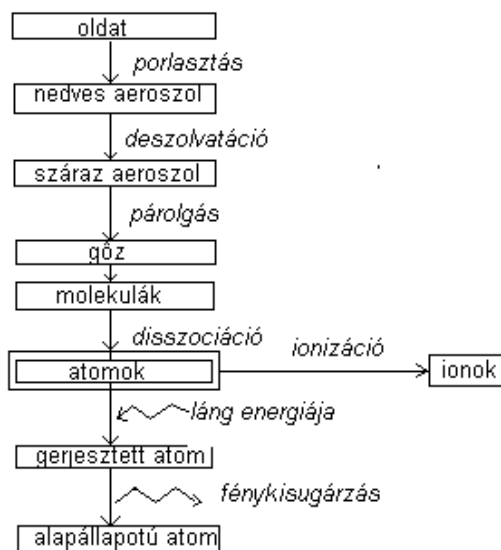 oldat
porlasztás
nedves aeroszol
deszolvatáció
száraz aeroszol
párolgás
gőz
molekulák
disszociáció
ionizáció
atomok
ionok
láng energiája
gerjesztett atom
fénykisugárzás
alapállapotú atom